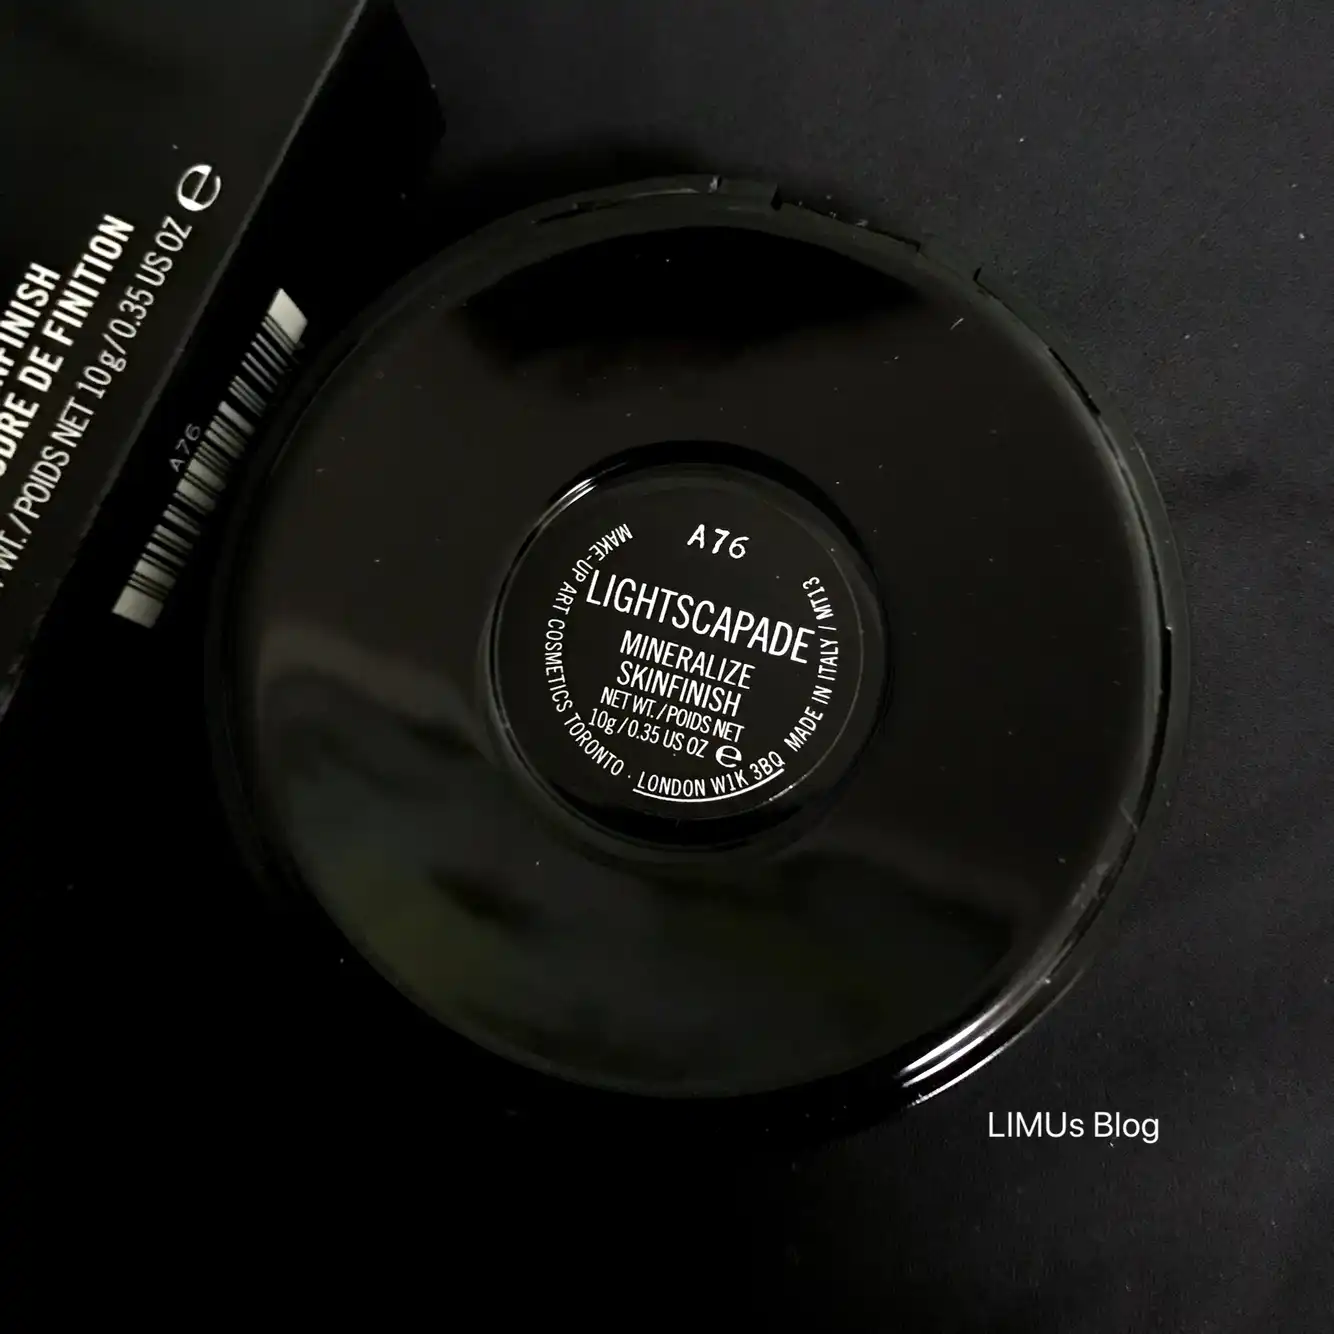 FINISH
DRE DE FINITION
WT./POIDS NET 10g/0.35 US OZ e
A76
A76
LIGHTSCAPADE
MINERALIZE
SKINFINISH
NET WT./POIDS NET
10g/0.35 US OZ e
MAKE-UP ART COSMETICS TORONTO · LONDON W1K 3BQ MADE IN ITALY / MT13
LIMUs Blog